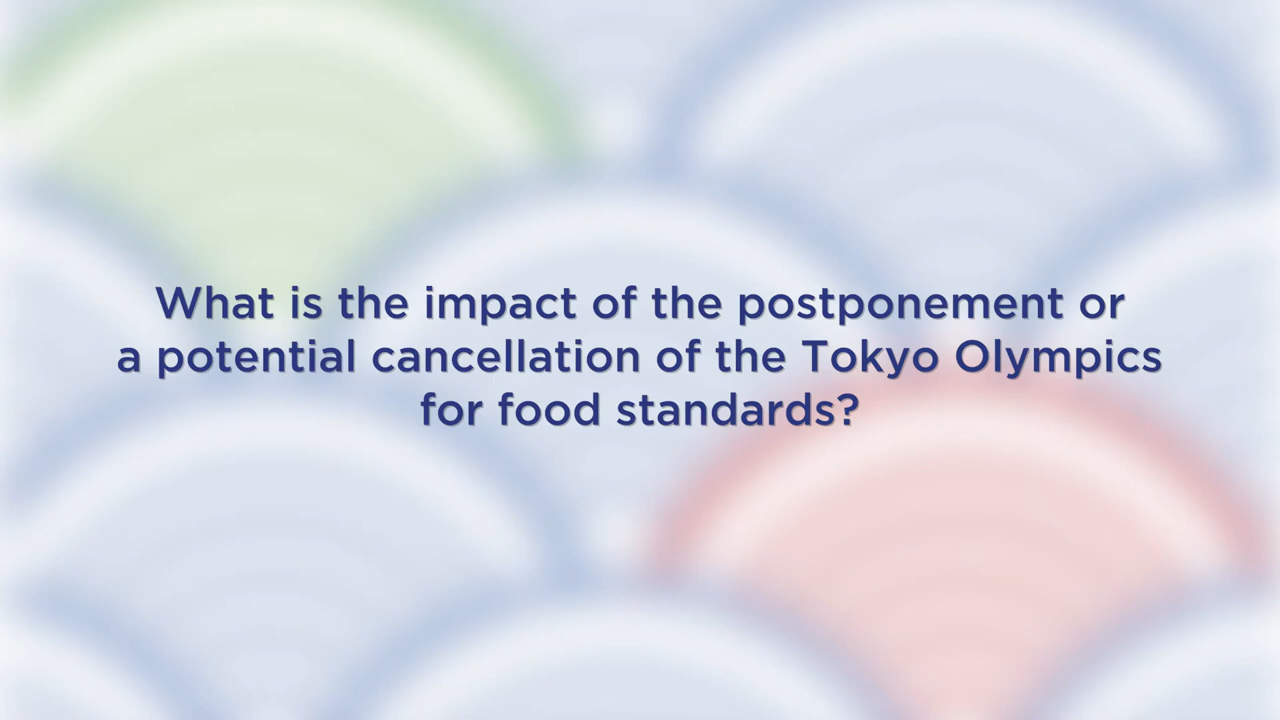 What is the impact of the postponement or
a potential cancellation of the Tokyo Olympics
for food standards?